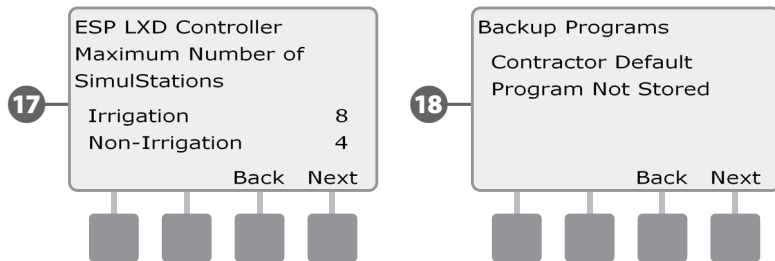 17
ESP LXD Controller
Maximum Number of
SimulStations
Irrigation 8
Non-Irrigation 4
Back Next
18
Backup Programs
Contractor Default
Program Not Stored
Back Next